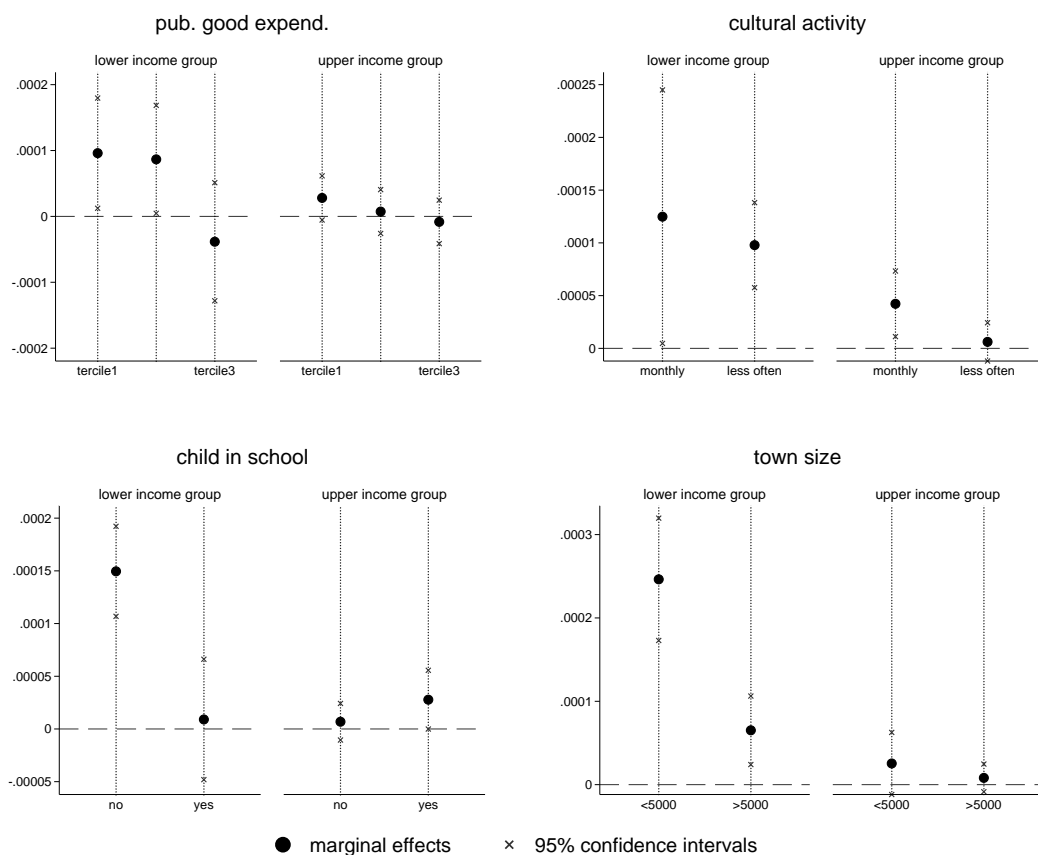 pub. good expend.
lower income group
upper income group
.0002
.0001
0
-.0001
-.0002
tercile1
tercile3
tercile1
tercile3
cultural activity
lower income group
upper income group
.00025
.0002
.00015
.0001
.00005
0
monthly
less often
monthly
less often
child in school
lower income group
upper income group
.0002
.00015
.0001
.00005
0
-.00005
no
yes
no
yes
town size
lower income group
upper income group
.0003
.0002
.0001
0
<5000
>5000
<5000
>5000
marginal effects
95% confidence intervals